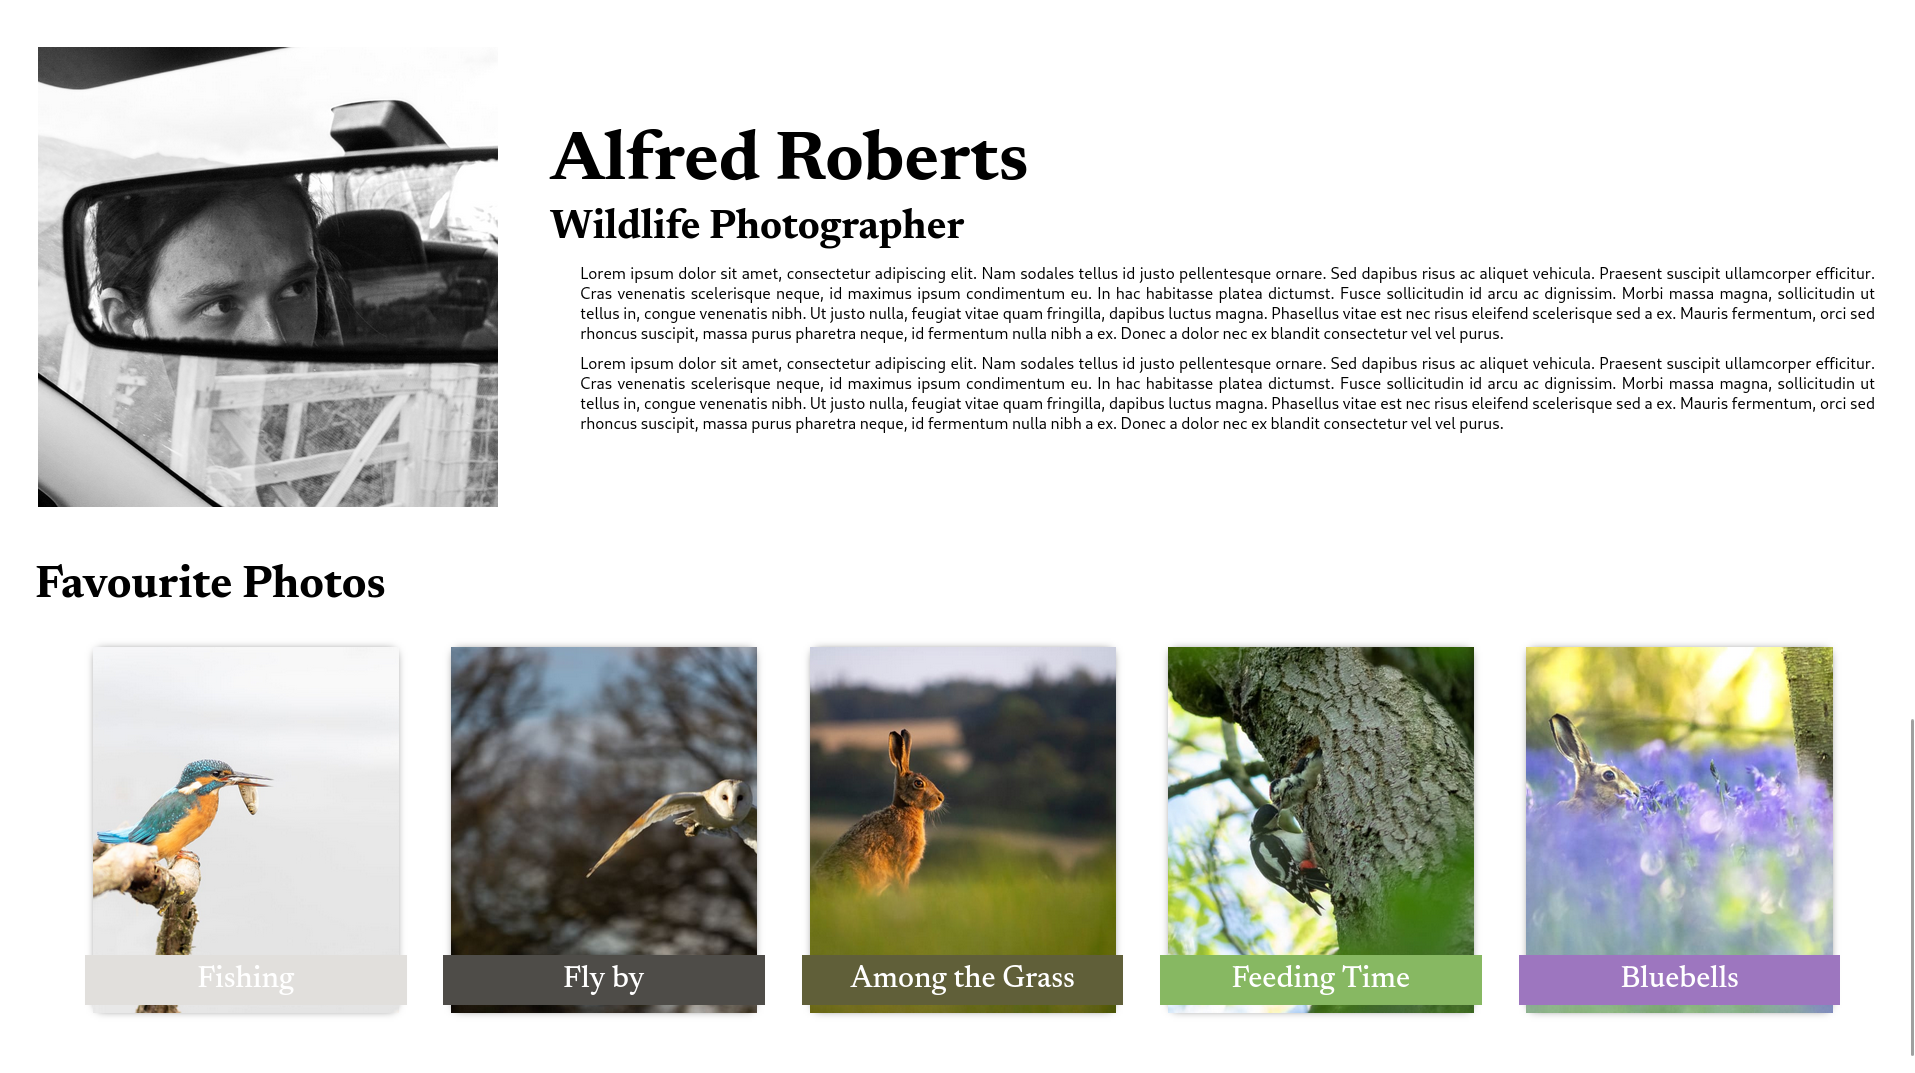 Alfred Roberts
Wildlife Photographer
Lorem ipsum dolor sit amet, consectetur adipiscing elit. Nam sodales tellus id justo pellentesque ornare. Sed dapibus risus ac aliquet vehicula. Praesent suscipit ullamcorper efficitur.
Cras venenatis scelerisque neque, id maximus ipsum condimentum eu. In hac habitasse platea dictumst. Fusce sollicitudin id arcu ac dignissim. Morbi massa magna, sollicitudin ut
tellus in, congue venenatis nibh. Ut justo nulla, feugiat vitae quam fringilla, dapibus luctus magna. Phasellus vitae est nec risus eleifend scelerisque sed a ex. Mauris fermentum, orci sed
rhoncus suscipit, massa purus pharetra neque, id fermentum nulla nibh a ex. Donec a dolor nec ex blandit consectetur vel vel purus.
Lorem ipsum dolor sit amet, consectetur adipiscing elit. Nam sodales tellus id justo pellentesque ornare. Sed dapibus risus ac aliquet vehicula. Praesent suscipit ullamcorper efficitur.
Cras venenatis scelerisque neque, id maximus ipsum condimentum eu. In hac habitasse platea dictumst. Fusce sollicitudin id arcu ac dignissim. Morbi massa magna, sollicitudin ut
tellus in, congue venenatis nibh. Ut justo nulla, feugiat vitae quam fringilla, dapibus luctus magna. Phasellus vitae est nec risus eleifend scelerisque sed a ex. Mauris fermentum, orci sed
rhoncus suscipit, massa purus pharetra neque, id fermentum nulla nibh a ex. Donec a dolor nec ex blandit consectetur vel vel purus.
Favourite Photos
Fishing
Fly by
Among the Grass
Feeding Time
Bluebells